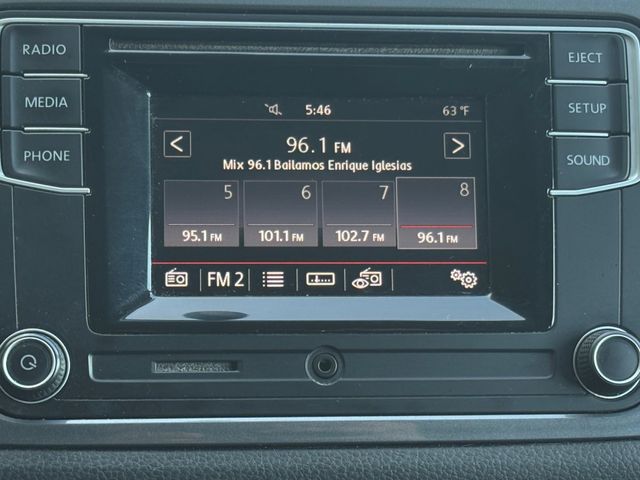 RADIO
MEDIA
PHONE
EJECT
SETUP
SOUND
5:46
63 °F
< 96.1 FM >
Mix 96.1 Bailamos Enrique Iglesias
5 6 7 8
95.1 FM 101.1 FM 102.7 FM 96.1 FM
FM 2